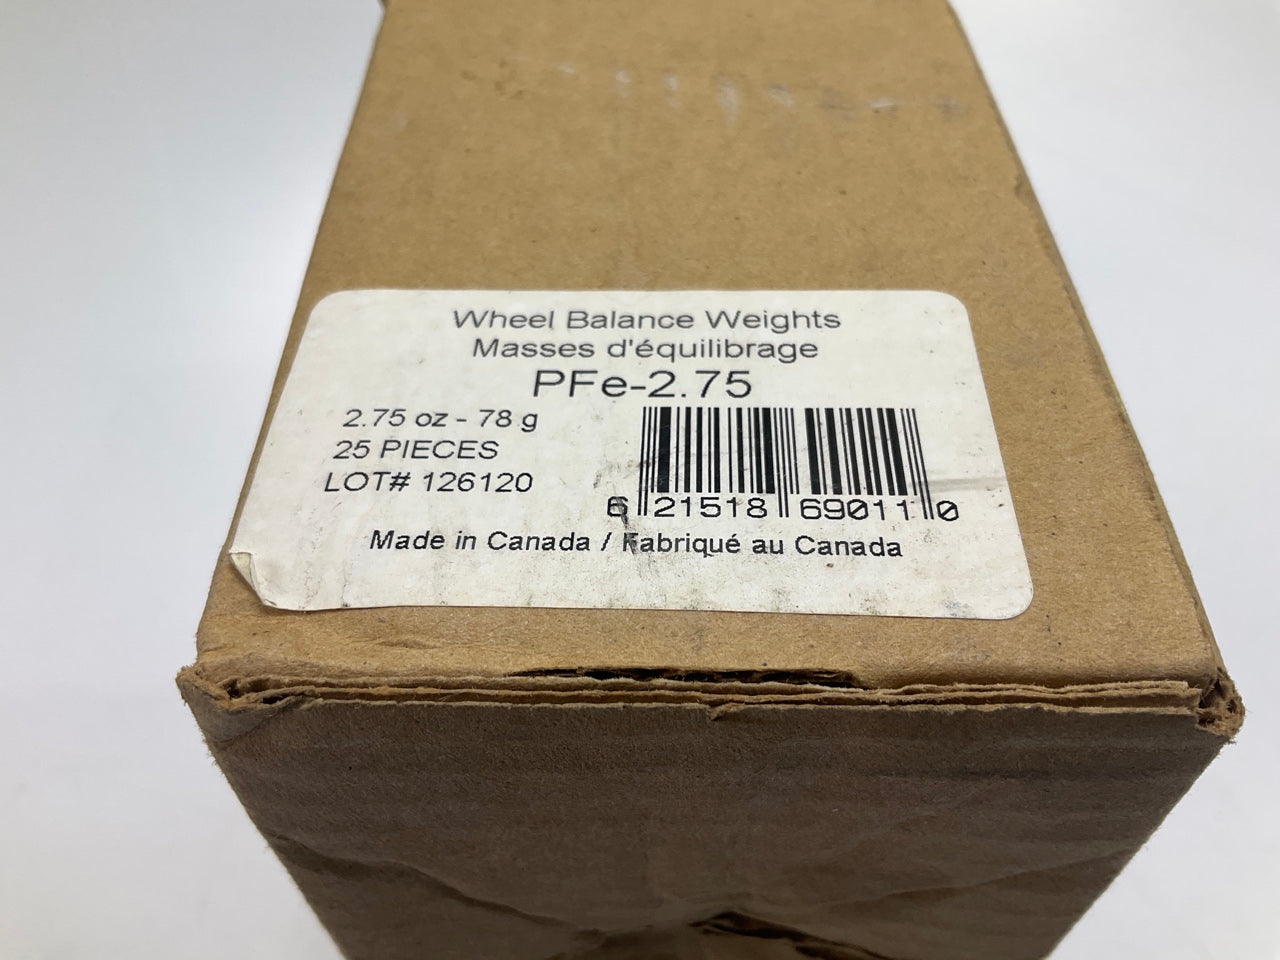 Wheel Balance Weights
Masses d'équilibrage
PFe-2.75
2.75 oz - 78 g
25 PIECES
LOT# 126120
6 21518 69011 0
Made in Canada / Fabriqué au Canada